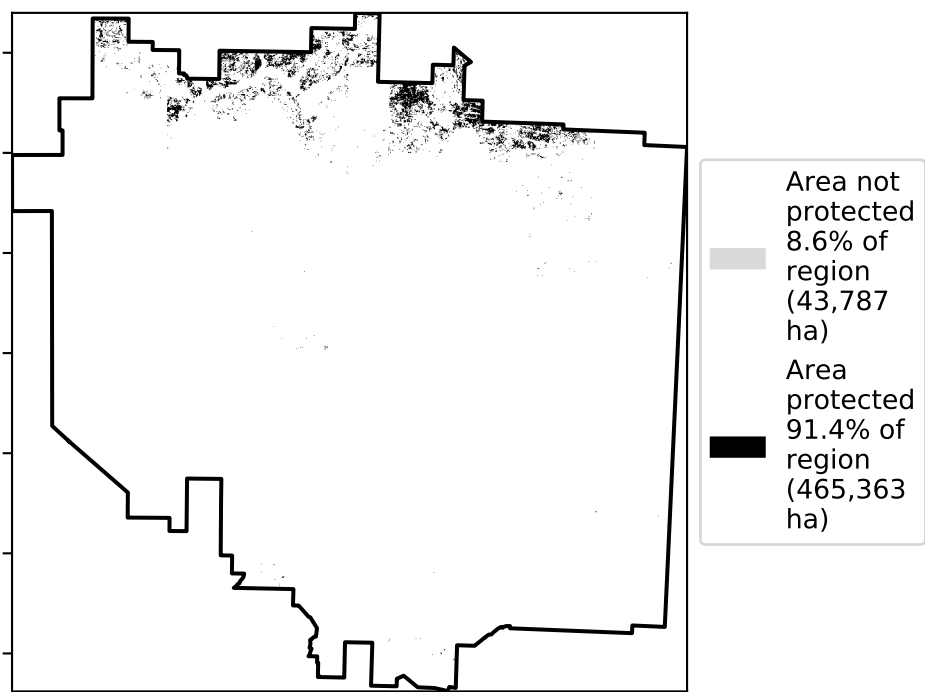 Area not
protected
8.6% of
region
(43,787
ha)
Area
protected
91.4% of
region
(465,363
ha)